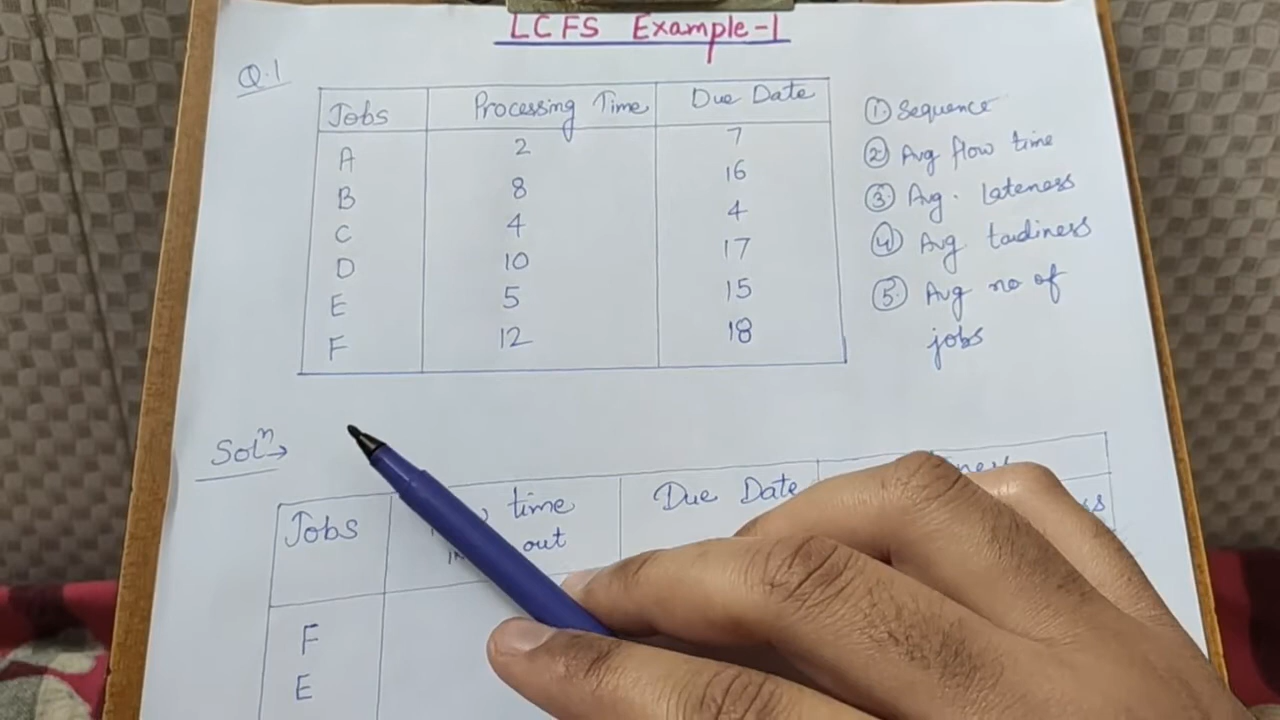 LCFS Example-1
Q.1
Jobs Processing Time Due Date
A 2 7
B 8 16
C 4 4
D 10 17
E 5 15
F 12 18
① Sequence
② Avg flow time
③ Avg. lateness
④ Avg tardiness
⑤ Avg no of
jobs
Solⁿ→
Jobs time Due Date
out
F
E